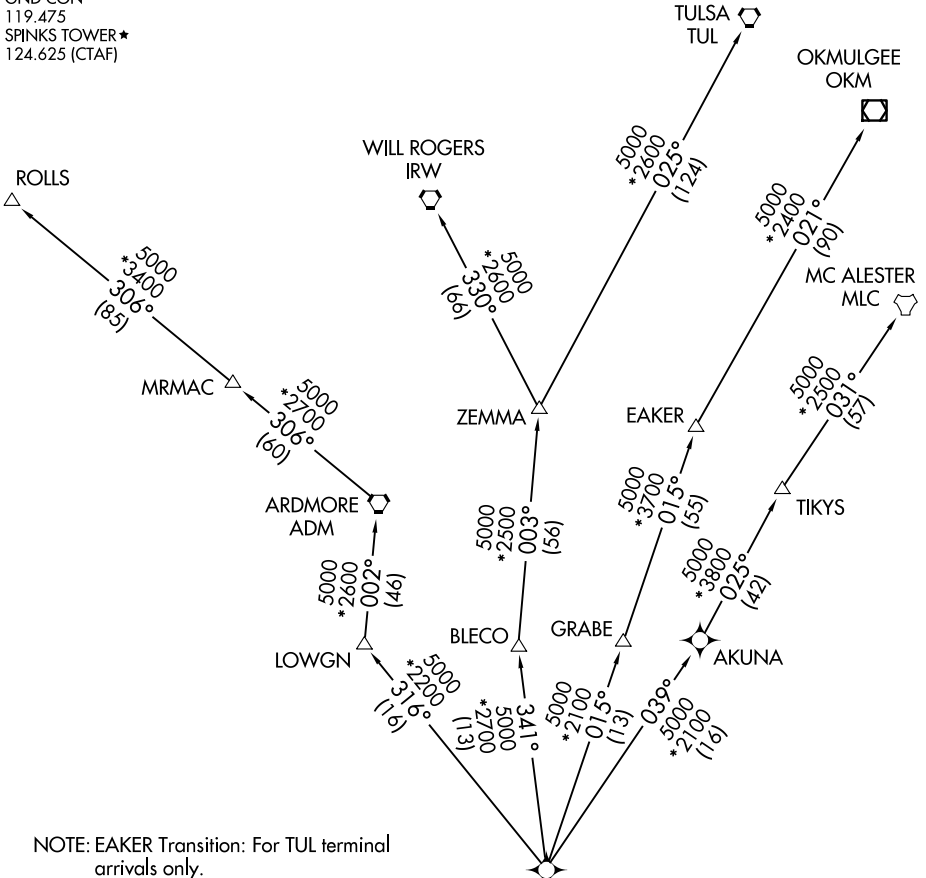 GND CON
119.475
SPINKS TOWER★
124.625 (CTAF)
TULSA
TUL
OKMULGEE
OKM
WILL ROGERS
IRW
ROLLS
5000
*2600
025°
(124)
5000
*2400
021°
(90)
MC ALESTER
MLC
5000
*3400
306°
(85)
5000
*2600
330°
(66)
MRMAC
5000
*2700
306°
(60)
ZEMMA
EAKER
5000
*2500
031°
(57)
ARDMORE
ADM
5000
*2500
003°
(56)
5000
*3700
015°
(55)
TIKYS
5000
*2600
002°
(46)
5000
*3800
025°
(42)
LOWGN
BLECO
GRABE
AKUNA
5000
*2200
316°
(16)
341°
5000
*2700
(13)
5000
*2100
015°
(13)
039°
5000
*2100
(16)
NOTE: EAKER Transition: For TUL terminal
arrivals only.